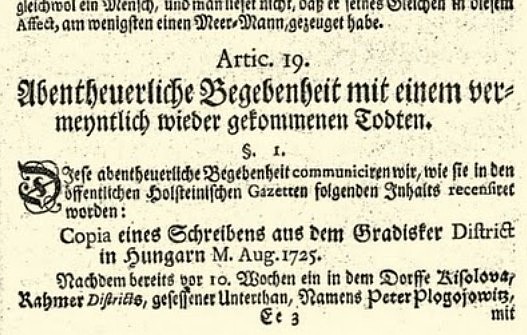 gleichwol ein Mensch, und man lieset nicht, daß er seines Gleichen in diesem
Affect, am wenigsten einen Meer-Mann, gezeuget habe.
Artic. 19.
Abentheuerliche Begebenheit mit einem ver-
meyntlich wieder gekommenen Todten.
§. 1.
Diese abentheuerliche Begebenheit communiciren wir, wie sie in den
öffentlichen Holsteinischen Gazetten folgenden Inhalts recensiret
worden:
Copia eines Schreibens aus dem Gradisker District
in Hungarn M. Aug. 1725.
Nachdem bereits vor 10. Wochen ein in dem Dorffe Kisolova,
Rahmer Districts, gesessener Unterthan, Namens Peter Plogojowitz,
Ee 3 mit